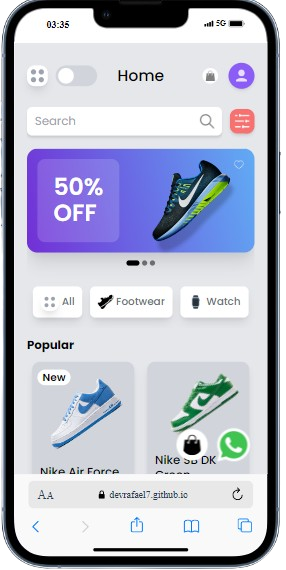 03:35
5G
Home
Search
50%
OFF
All
Footwear
Watch
Popular
New
Nike Air Force
Nike SB DK
Green
AA
devrafael7.github.io